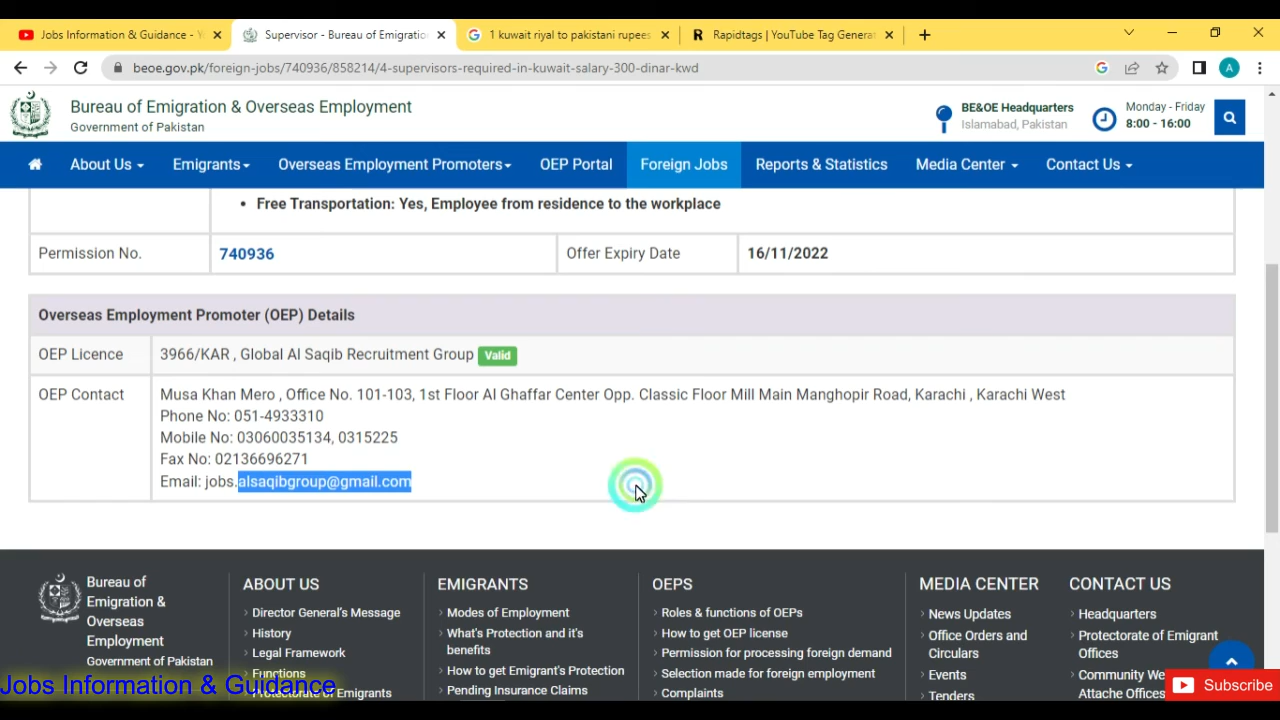 Jobs Information & Guidance - Y
Supervisor - Bureau of Emigratio
1 kuwait riyal to pakistani rupees
Rapidtags | YouTube Tag Generat
beoe.gov.pk/foreign-jobs/740936/858214/4-supervisors-required-in-kuwait-salary-300-dinar-kwd
A
Bureau of Emigration & Overseas Employment
Government of Pakistan
BE&OE Headquarters
Islamabad, Pakistan
Monday - Friday
8:00 - 16:00
About Us
Emigrants
Overseas Employment Promoters
OEP Portal
Foreign Jobs
Reports & Statistics
Media Center
Contact Us
• Free Transportation: Yes, Employee from residence to the workplace
Permission No. 740936 Offer Expiry Date 16/11/2022
Overseas Employment Promoter (OEP) Details
OEP Licence 3966/KAR , Global Al Saqib Recruitment Group Valid
OEP Contact Musa Khan Mero , Office No. 101-103, 1st Floor Al Ghaffar Center Opp. Classic Floor Mill Main Manghopir Road, Karachi , Karachi West
Phone No: 051-4933310
Mobile No: 03060035134, 0315225
Fax No: 02136696271
Email: jobs.alsaqibgroup@gmail.com
Bureau of
Emigration &
Overseas
Employment
Government of Pakistan
ABOUT US
Director General's Message
History
Legal Framework
Functions
Protectorate of Emigrants
EMIGRANTS
Modes of Employment
What's Protection and it's
benefits
How to get Emigrant's Protection
Pending Insurance Claims
OEPS
Roles & functions of OEPs
How to get OEP license
Permission for processing foreign demand
Selection made for foreign employment
Complaints
MEDIA CENTER
News Updates
Office Orders and
Circulars
Events
Tenders
CONTACT US
Headquarters
Protectorate of Emigrant
Offices
Community We
Attache Offices
Jobs Information & Guidance
Subscribe